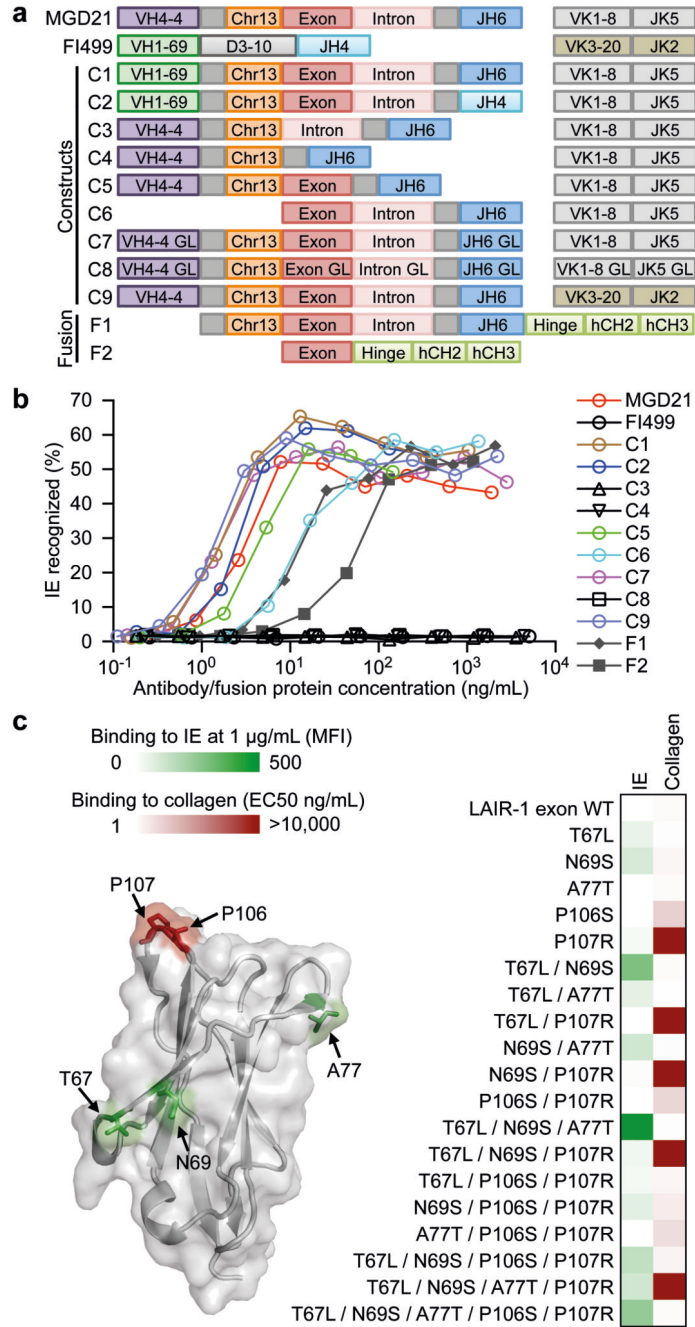 a
MGD21 VH4-4 Chr13 Exon Intron JH6 VK1-8 JK5
FI499 VH1-69 D3-10 JH4 VK3-20 JK2
Constructs
C1 VH1-69 Chr13 Exon Intron JH6 VK1-8 JK5
C2 VH1-69 Chr13 Exon Intron JH4 VK1-8 JK5
C3 VH4-4 Chr13 Intron JH6 VK1-8 JK5
C4 VH4-4 Chr13 JH6 VK1-8 JK5
C5 VH4-4 Chr13 Exon JH6 VK1-8 JK5
C6 Exon Intron JH6 VK1-8 JK5
C7 VH4-4 GL Chr13 Exon Intron JH6 GL VK1-8 JK5
C8 VH4-4 GL Chr13 Exon GL Intron GL JH6 GL VK1-8 GL JK5 GL
C9 VH4-4 Chr13 Exon Intron JH6 VK3-20 JK2
Fusion
F1 Chr13 Exon Intron JH6 Hinge hCH2 hCH3
F2 Exon Hinge hCH2 hCH3
b
IE recognized (%)
70
60
50
40
30
20
10
0
10-1 10⁰ 10¹ 10² 10³ 10⁴
Antibody/fusion protein concentration (ng/mL)
MGD21
FI499
C1
C2
C3
C4
C5
C6
C7
C8
C9
F1
F2
c
Binding to IE at 1 µg/mL (MFI)
0 500
Binding to collagen (EC50 ng/mL)
1 >10,000
P107
P106
A77
T67
N69
IE Collagen
LAIR-1 exon WT
T67L
N69S
A77T
P106S
P107R
T67L / N69S
T67L / A77T
T67L / P107R
N69S / A77T
N69S / P107R
P106S / P107R
T67L / N69S / A77T
T67L / N69S / P107R
T67L / P106S / P107R
N69S / P106S / P107R
A77T / P106S / P107R
T67L / N69S / P106S / P107R
T67L / N69S / A77T / P107R
T67L / N69S / A77T / P106S / P107R